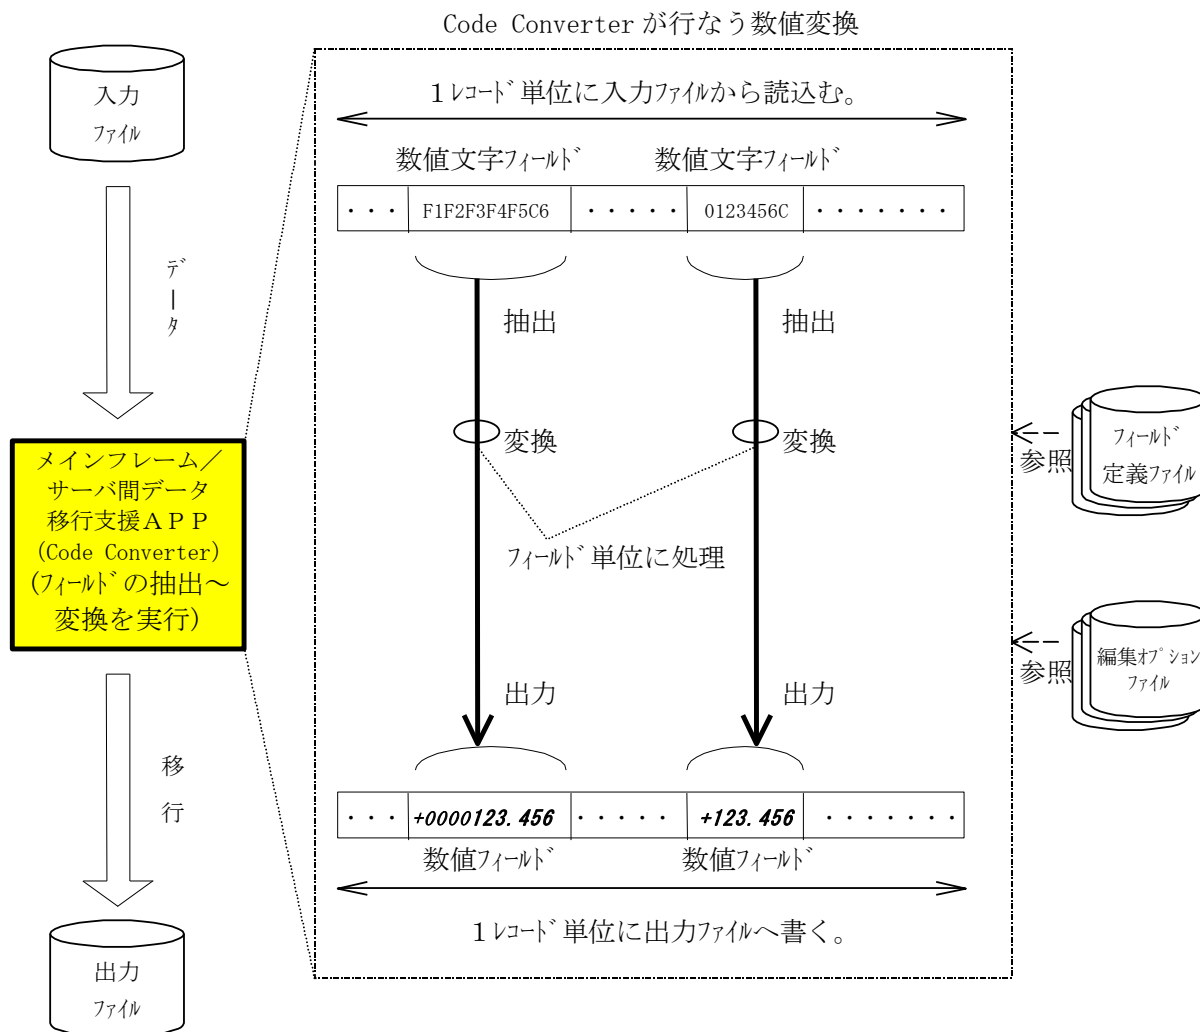 Code Converter が行なう数値変換
入力
ﾌｧｲﾙ
データ
メインフレーム／
サーバ間データ
移行支援ＡＰＰ
(Code Converter)
(ﾌｨｰﾙﾄﾞの抽出～
変換を実行)
移行
出力
ﾌｧｲﾙ
１ﾚｺｰﾄﾞ単位に入力ファイルから読込む。
数値文字ﾌｨｰﾙﾄﾞ 数値文字ﾌｨｰﾙﾄﾞ
・・・ F1F2F3F4F5C6 ・・・・・ 0123456C ・・・・・・・
抽出 抽出
変換 変換
ﾌｨｰﾙﾄﾞ単位に処理
出力 出力
・・・ +0000123.456 ・・・・・ +123.456 ・・・・・・・
数値ﾌｨｰﾙﾄﾞ 数値ﾌｨｰﾙﾄﾞ
１ﾚｺｰﾄﾞ単位に出力ファイルへ書く。
参照
ﾌｨｰﾙﾄﾞ
定義ﾌｧｲﾙ
参照
編集ｵﾌﾟｼｮﾝ
ﾌｧｲﾙ